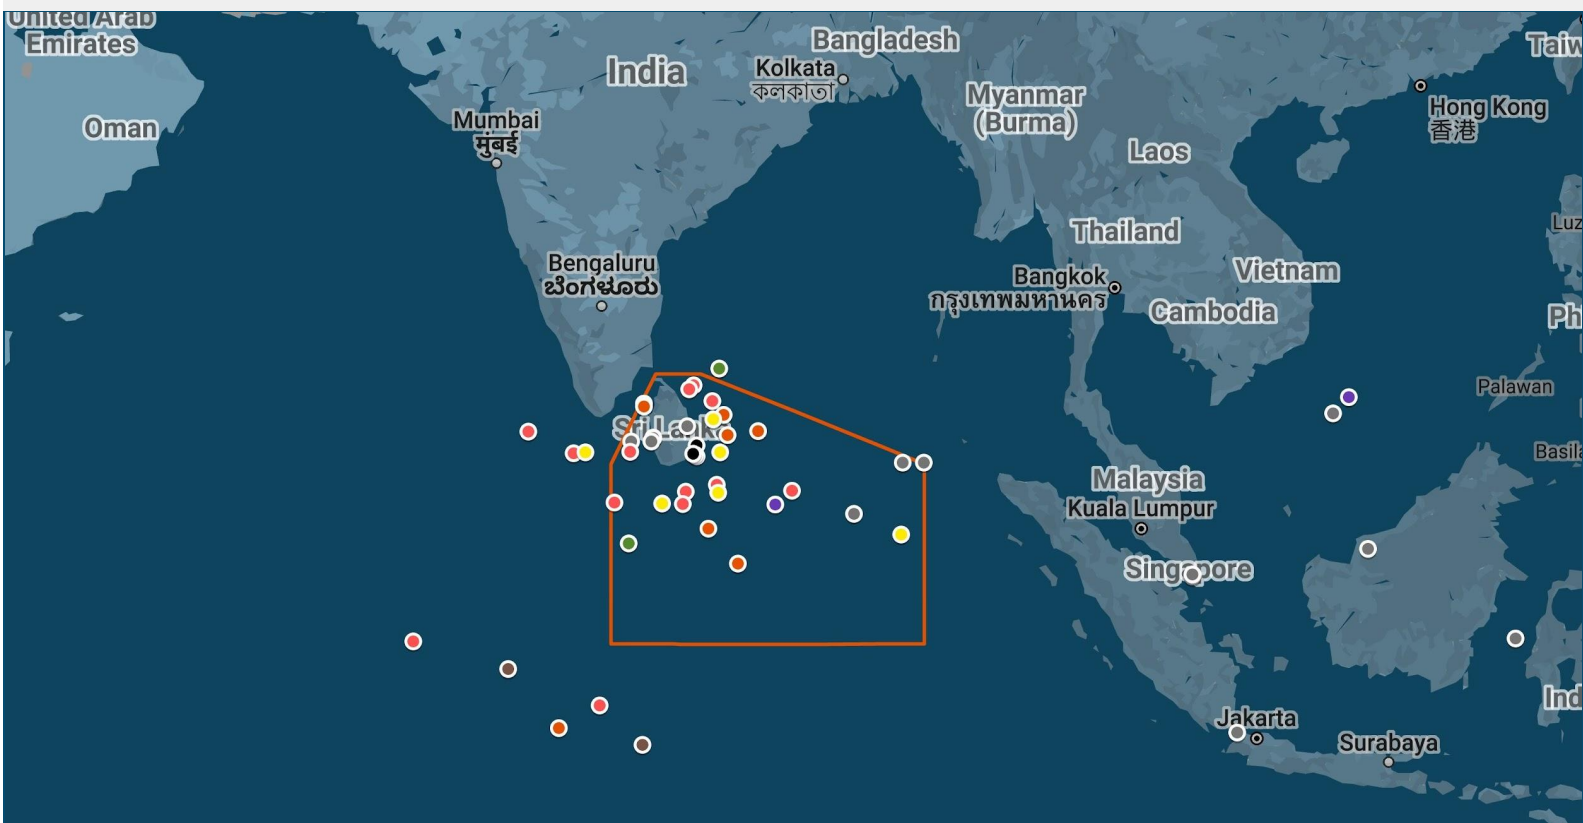 United Arab
Emirates
Oman
India
Mumbai
मुंबई
Bengaluru
ಬೆಂಗಳೂರು
Sri Lanka
Kolkata
কলকাতা
Bangladesh
Myanmar
(Burma)
Laos
Thailand
Bangkok
กรุงเทพมหานคร
Vietnam
Cambodia
Hong Kong
香港
Taiw
Luz
Ph
Palawan
Basila
Malaysia
Kuala Lumpur
Singapore
Jakarta
Surabaya
Ind